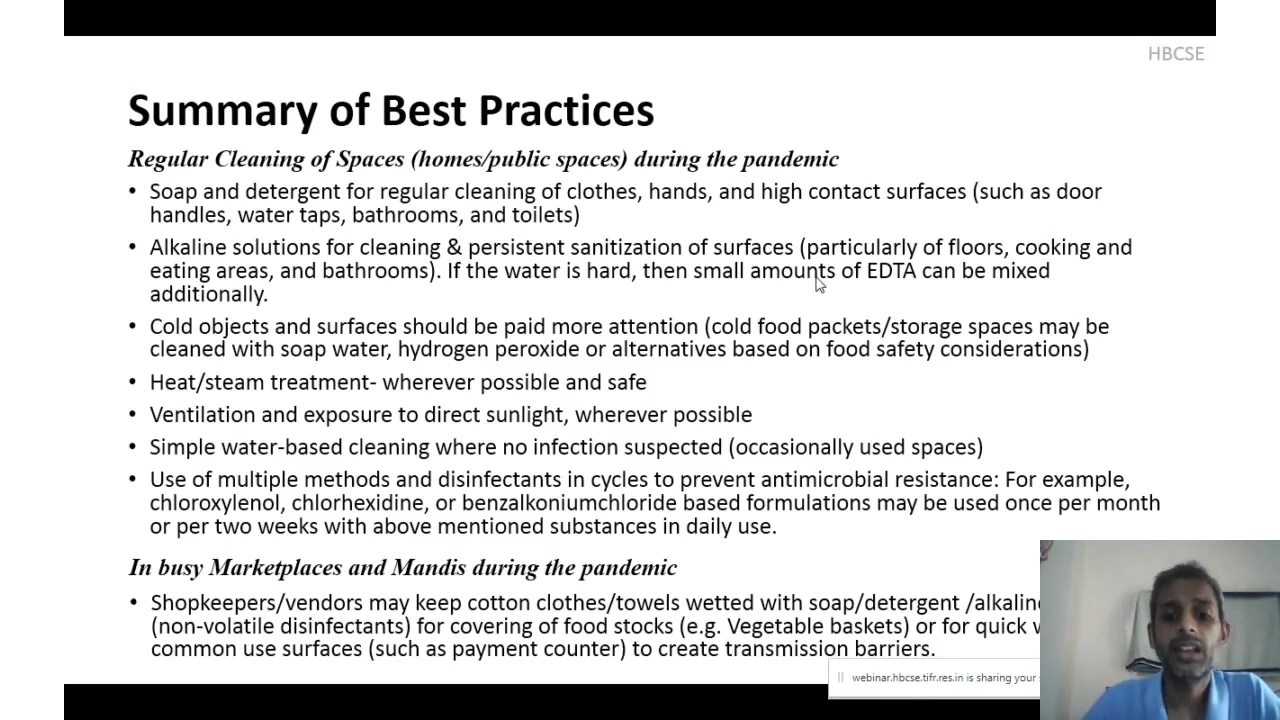 HBCSE
Summary of Best Practices
Regular Cleaning of Spaces (homes/public spaces) during the pandemic
• Soap and detergent for regular cleaning of clothes, hands, and high contact surfaces (such as door
handles, water taps, bathrooms, and toilets)
• Alkaline solutions for cleaning & persistent sanitization of surfaces (particularly of floors, cooking and
eating areas, and bathrooms). If the water is hard, then small amounts of EDTA can be mixed
additionally.
• Cold objects and surfaces should be paid more attention (cold food packets/storage spaces may be
cleaned with soap water, hydrogen peroxide or alternatives based on food safety considerations)
• Heat/steam treatment- wherever possible and safe
• Ventilation and exposure to direct sunlight, wherever possible
• Simple water-based cleaning where no infection suspected (occasionally used spaces)
• Use of multiple methods and disinfectants in cycles to prevent antimicrobial resistance: For example,
chloroxylenol, chlorhexidine, or benzalkoniumchloride based formulations may be used once per month
or per two weeks with above mentioned substances in daily use.
In busy Marketplaces and Mandis during the pandemic
• Shopkeepers/vendors may keep cotton clothes/towels wetted with soap/detergent /alkaline
(non-volatile disinfectants) for covering of food stocks (e.g. Vegetable baskets) or for quick
common use surfaces (such as payment counter) to create transmission barriers.
webinar.hbcse.tifr.res.in is sharing your